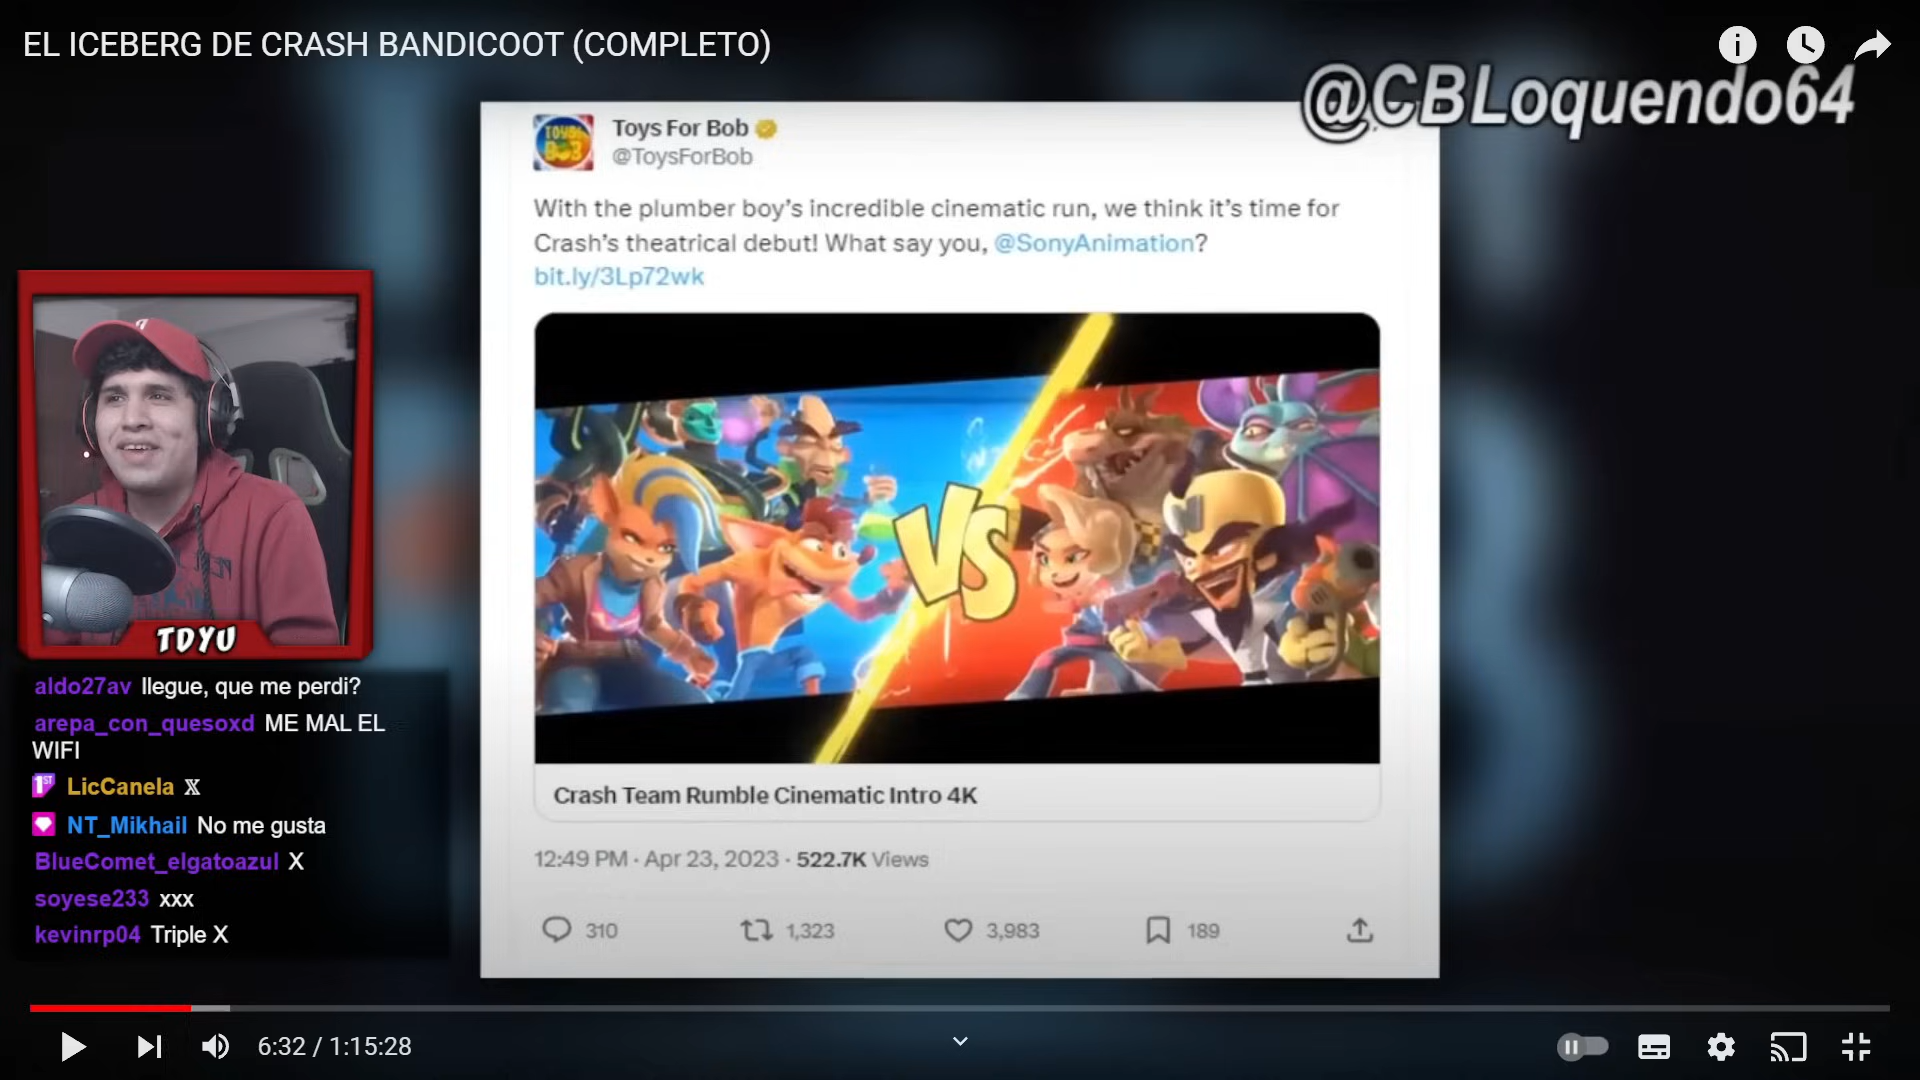 EL ICEBERG DE CRASH BANDICOOT (COMPLETO)
@CBLoquendo64
TOYS
BOB
Toys For Bob
@ToysForBob
With the plumber boy's incredible cinematic run, we think it's time for
Crash's theatrical debut! What say you, @SonyAnimation?
bit.ly/3Lp72wk
VS
Crash Team Rumble Cinematic Intro 4K
12:49 PM · Apr 23, 2023 · 522.7K Views
310 1,323 3,983 189
TDYU
aldo27av llegue, que me perdi?
arepa_con_quesoxd ME MAL EL
WIFI
1ST LicCanela 𝕏
NT_Mikhail No me gusta
BlueComet_elgatoazul X
soyese233 xxx
kevinrp04 Triple X
6:32 / 1:15:28